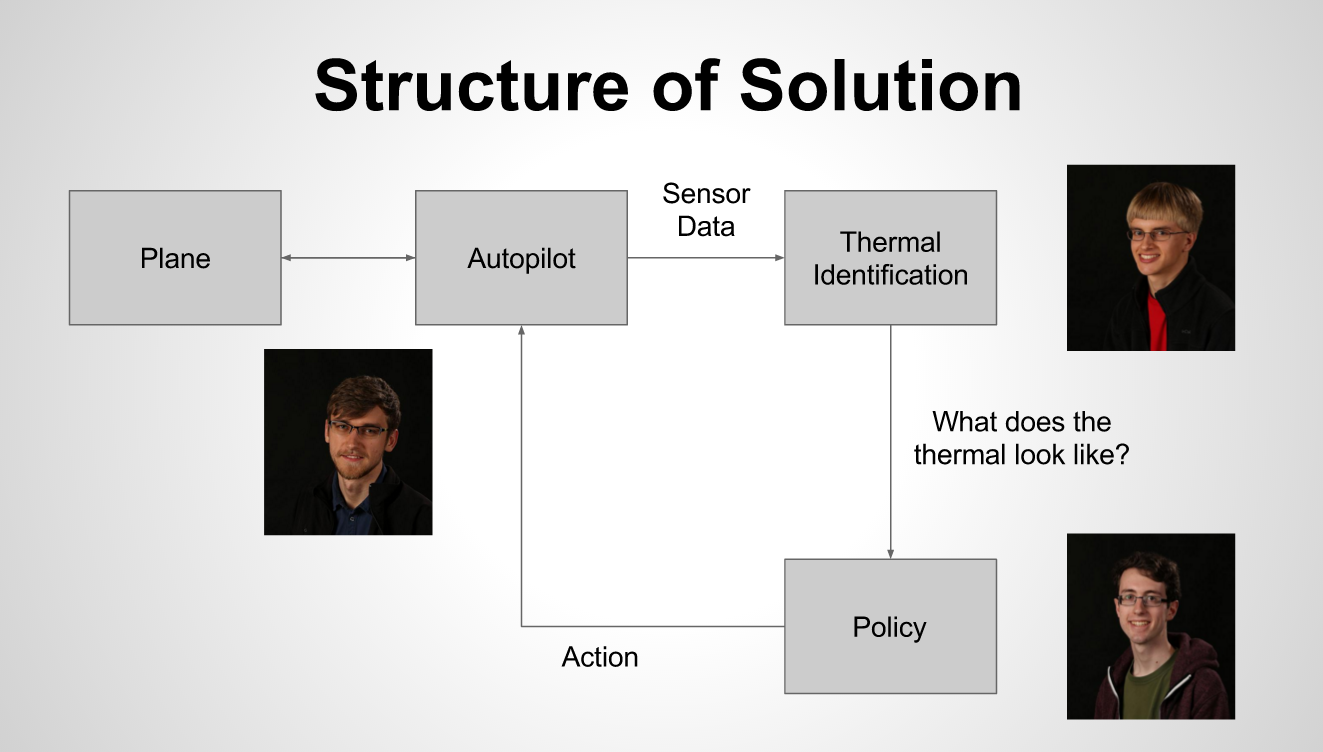 Structure of Solution
Sensor
Data
Plane
Autopilot
Thermal
Identification
What does the
thermal look like?
Policy
Action